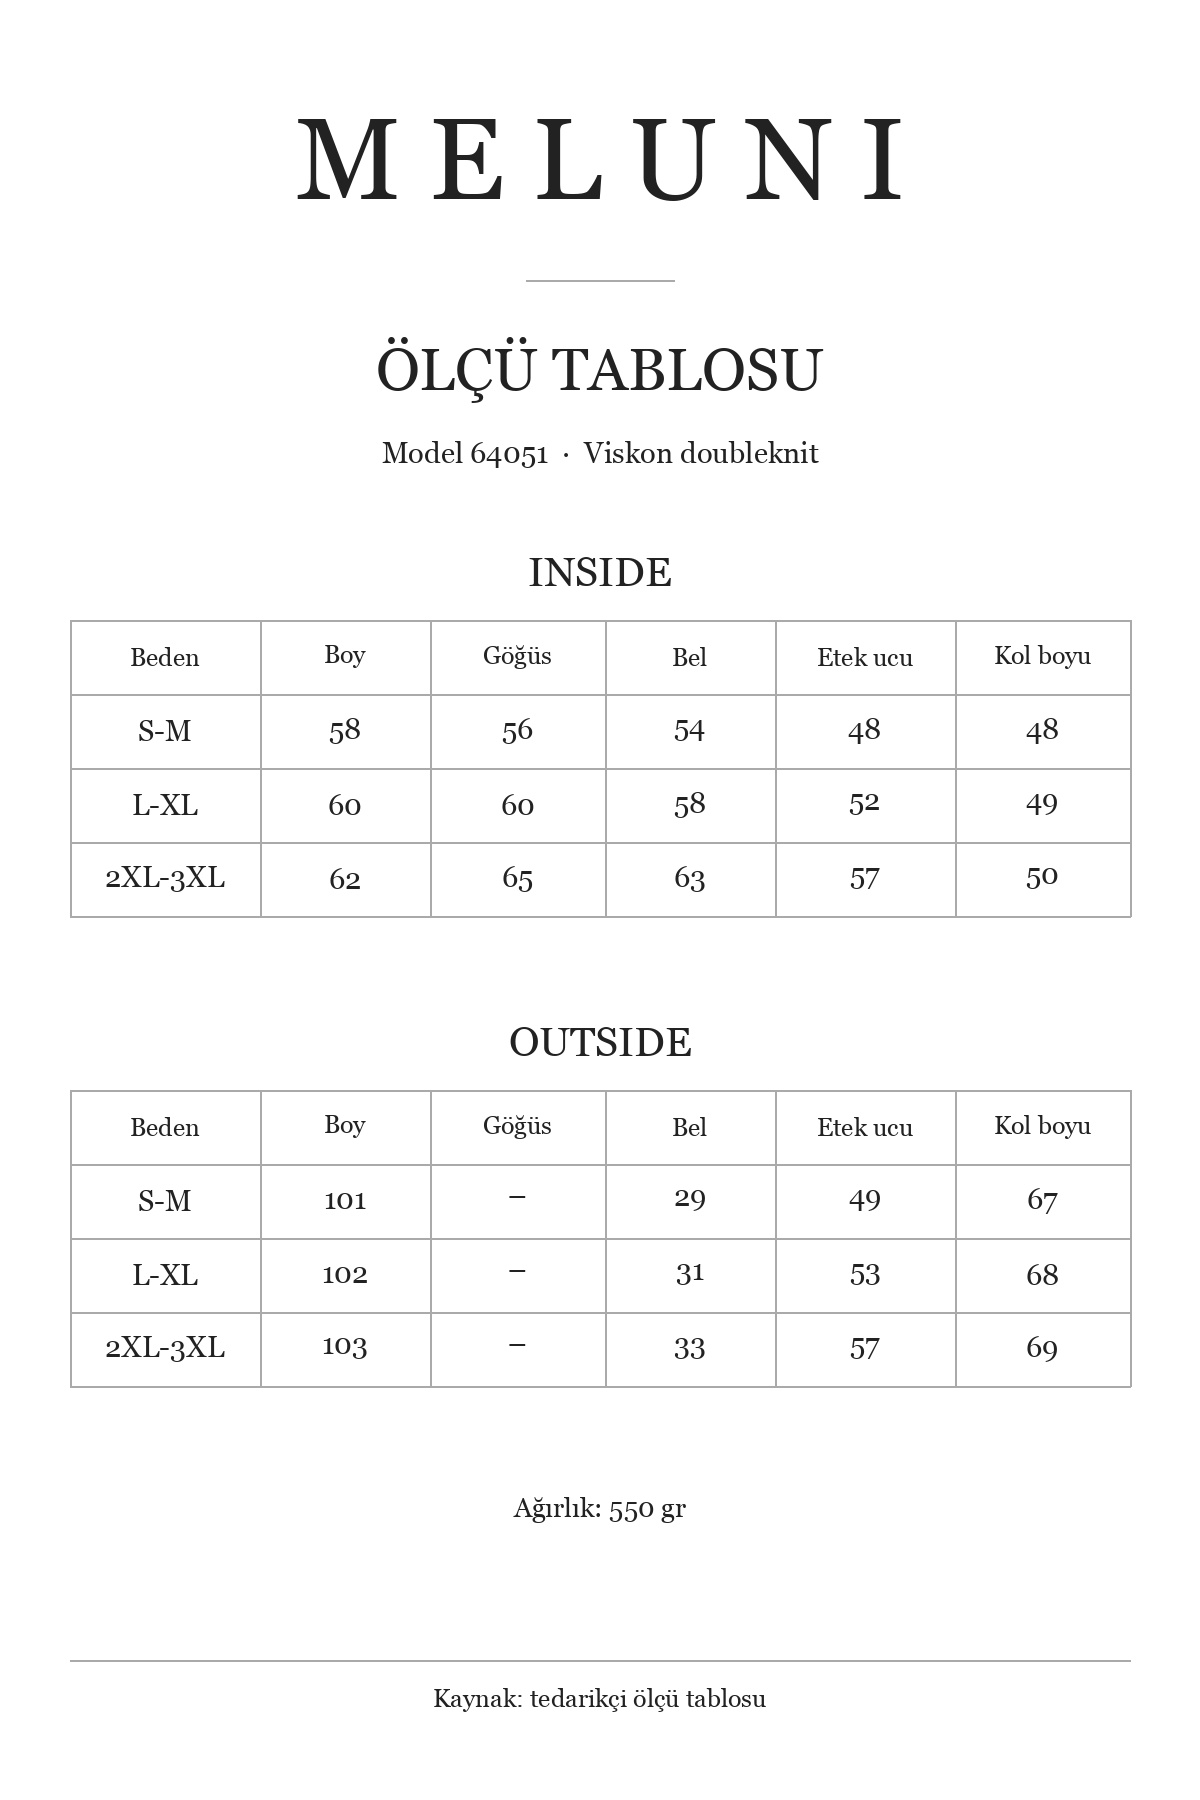 MELUNI
ÖLÇÜ TABLOSU
Model 64051 · Viskon doubleknit
INSIDE
Beden Boy Göğüs Bel Etek ucu Kol boyu
S-M 58 56 54 48 48
L-XL 60 60 58 52 49
2XL-3XL 62 65 63 57 50
OUTSIDE
Beden Boy Göğüs Bel Etek ucu Kol boyu
S-M 101 – 29 49 67
L-XL 102 – 31 53 68
2XL-3XL 103 – 33 57 69
Ağırlık: 550 gr
Kaynak: tedarikçi ölçü tablosu